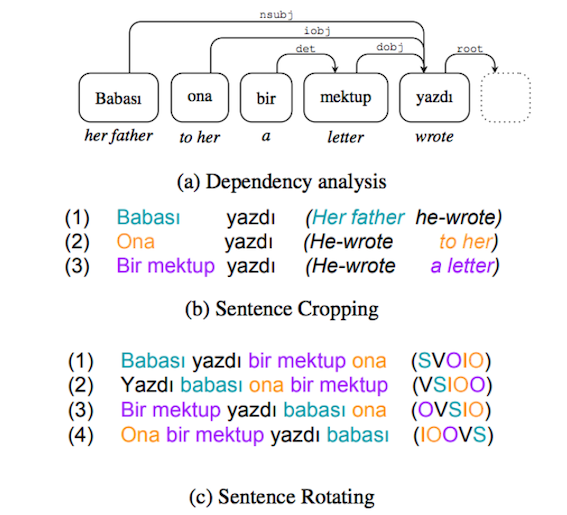 nsubj
iobj
det dobj root
Babası ona bir mektup yazdı
her father to her a letter wrote
(a) Dependency analysis
(1) Babası yazdı (Her father he-wrote)
(2) Ona yazdı (He-wrote to her)
(3) Bir mektup yazdı (He-wrote a letter)
(b) Sentence Cropping
(1) Babası yazdı bir mektup ona (SVOIO)
(2) Yazdı babası ona bir mektup (VSIOO)
(3) Bir mektup yazdı babası ona (OVSIO)
(4) Ona bir mektup yazdı babası (IOOVS)
(c) Sentence Rotating